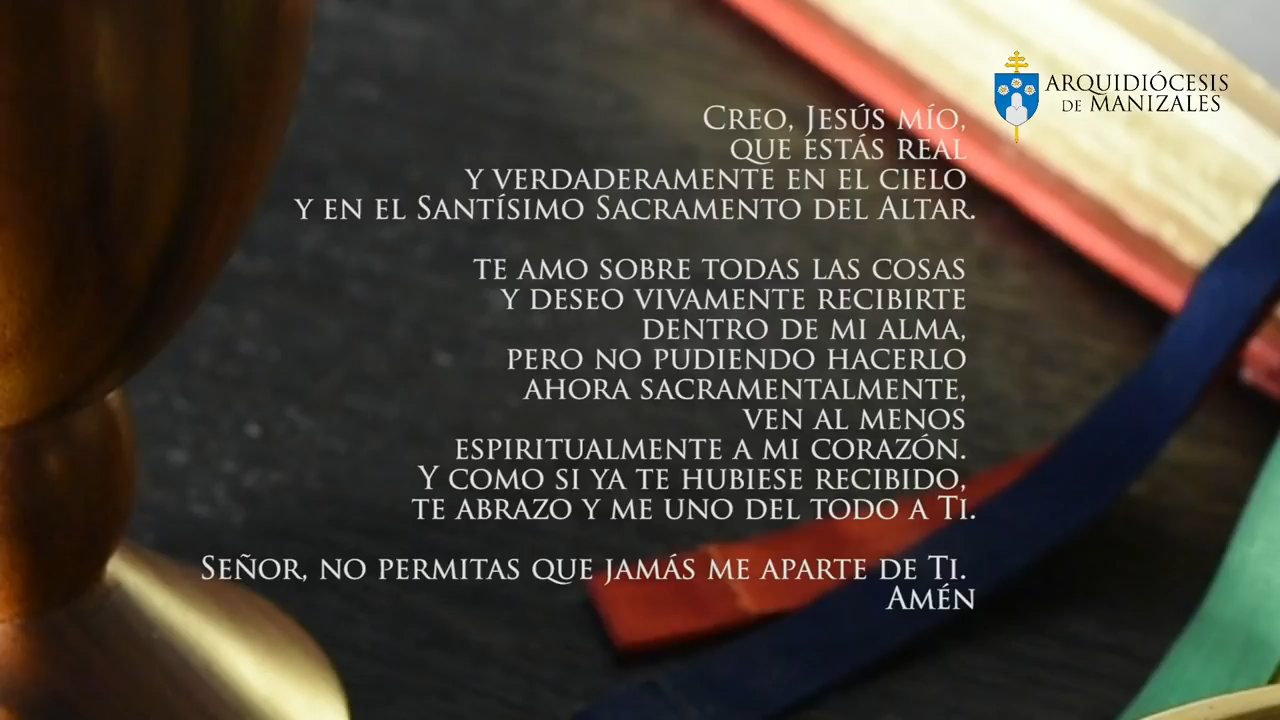 ARQUIDIÓCESIS
DE MANIZALES
CREO, JESÚS MÍO,
QUE ESTÁS REAL
Y VERDADERAMENTE EN EL CIELO
Y EN EL SANTÍSIMO SACRAMENTO DEL ALTAR.
TE AMO SOBRE TODAS LAS COSAS
Y DESEO VIVAMENTE RECIBIRTE
DENTRO DE MI ALMA,
PERO NO PUDIENDO HACERLO
AHORA SACRAMENTALMENTE,
VEN AL MENOS
ESPIRITUALMENTE A MI CORAZÓN.
Y COMO SI YA TE HUBIESE RECIBIDO,
TE ABRAZO Y ME UNO DEL TODO A TI.
SEÑOR, NO PERMITAS QUE JAMÁS ME APARTE DE TI.
AMÉN